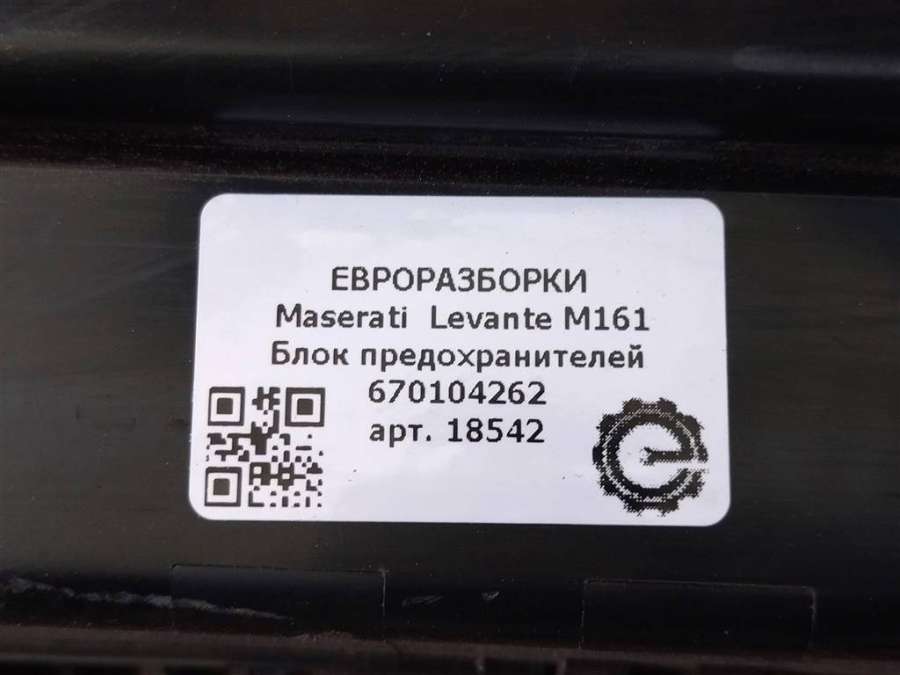 ЕВРОРАЗБОРКИ
Maserati Levante M161
Блок предохранителей
670104262
арт. 18542